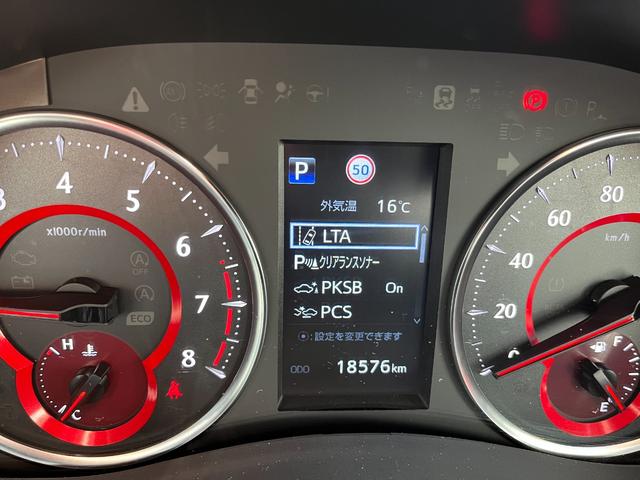 P 50
外気温 16℃
LTA
P クリアランスソナー
PKSB On
PCS
:設定を変更できます
ODO 18576km
3 4 5 6 7 8
x1000r/min
A OFF
A
ECO
H
C
20 40 60 80
km/h
F
E
P